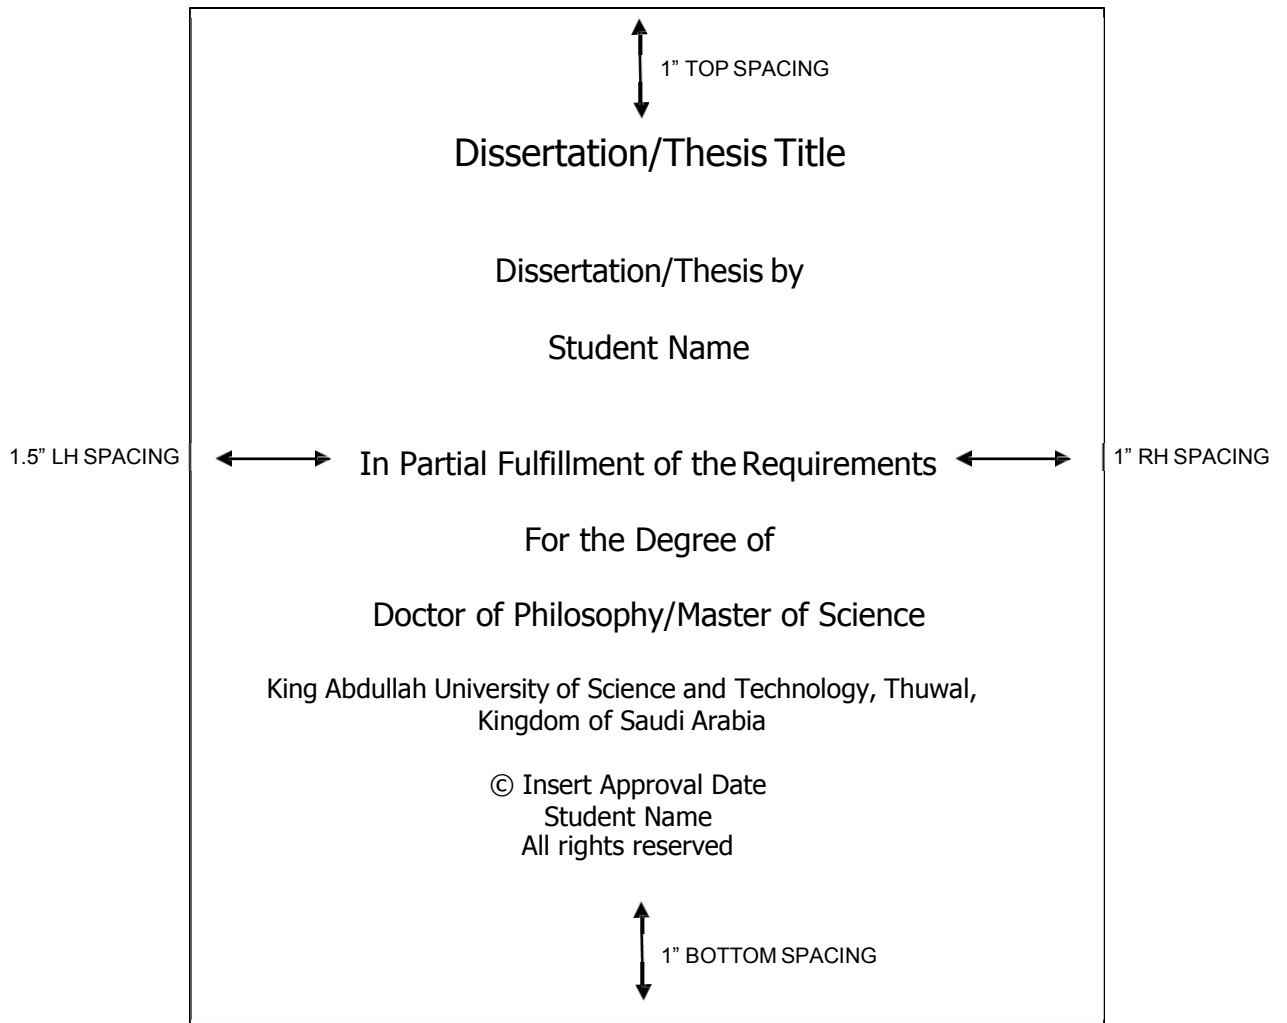 1” TOP SPACING
Dissertation/Thesis Title
Dissertation/Thesis by
Student Name
1.5” LH SPACING
In Partial Fulfillment of the Requirements
1” RH SPACING
For the Degree of
Doctor of Philosophy/Master of Science
King Abdullah University of Science and Technology, Thuwal,
Kingdom of Saudi Arabia
© Insert Approval Date
Student Name
All rights reserved
1” BOTTOM SPACING